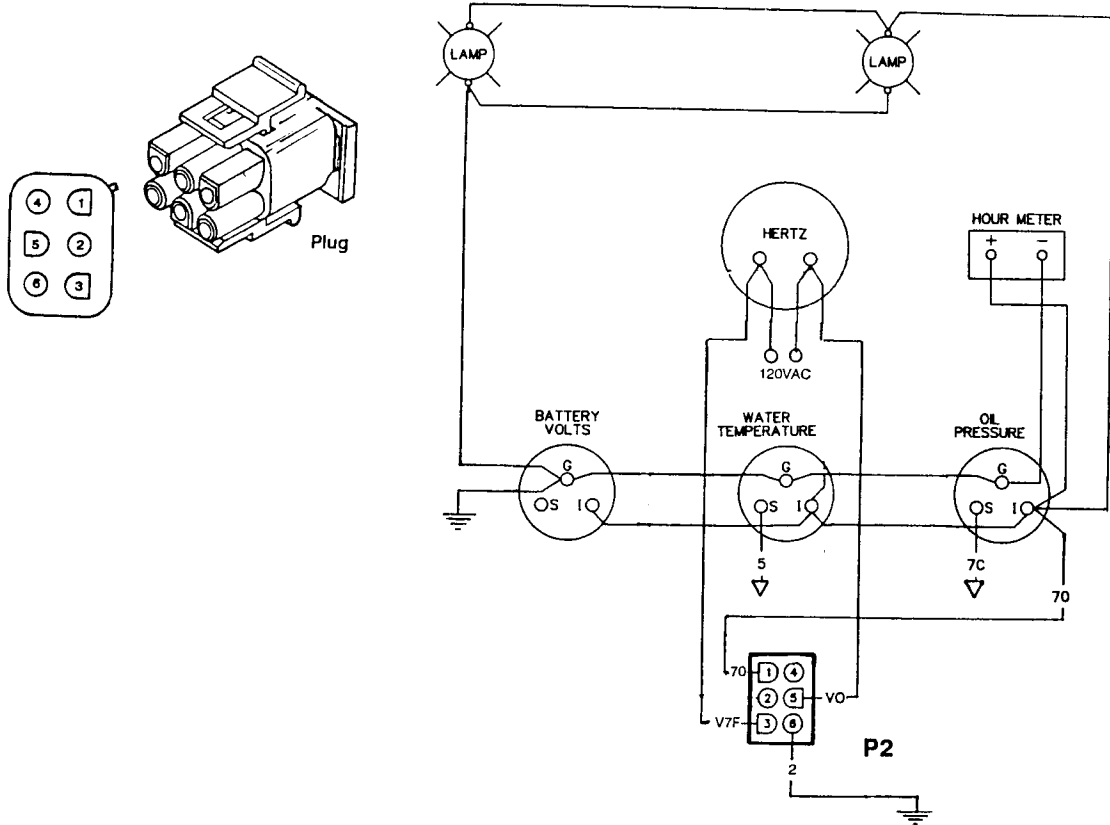 LAMP
LAMP
4 1
5 2
6 3
Plug
HERTZ
HOUR METER
+ −
120VAC
BATTERY
VOLTS
WATER
TEMPERATURE
OIL
PRESSURE
G
G
G
S I
S I
S I
5
7C
70
70 1 4
2 5 VO
V7F 3 6
P2
2